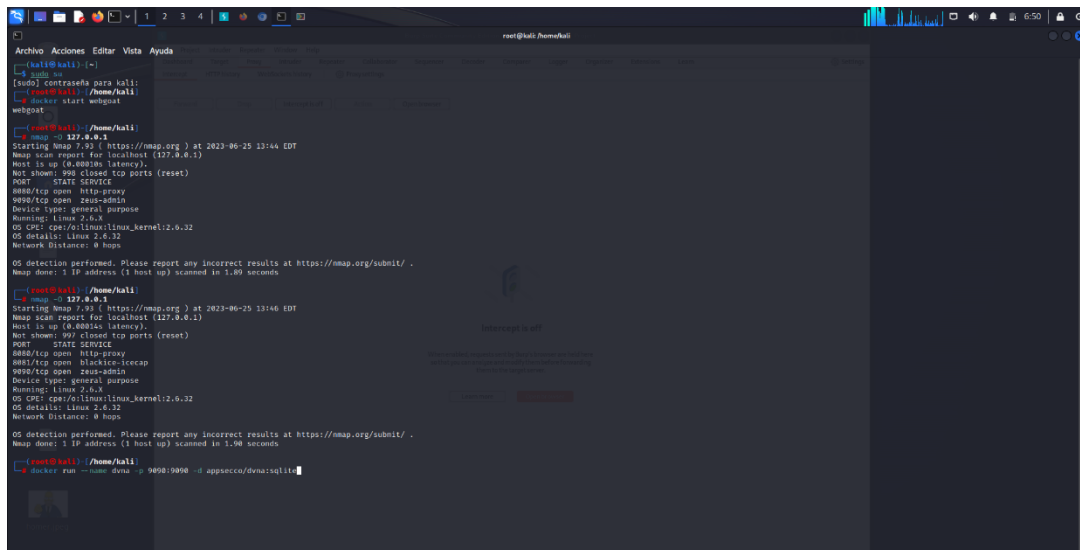 1 2 3 4 6:50
root@kali: /home/kali
Archivo Acciones Editar Vista Ayuda
(kali㉿kali)-[~]
$ sudo su
[sudo] contraseña para kali:
(root㉿kali)-[/home/kali]
# docker start webgoat
webgoat
(root㉿kali)-[/home/kali]
# nmap -O 127.0.0.1
Starting Nmap 7.93 ( https://nmap.org ) at 2023-06-25 13:44 EDT
Nmap scan report for localhost (127.0.0.1)
Host is up (0.00010s latency).
Not shown: 998 closed tcp ports (reset)
PORT STATE SERVICE
8080/tcp open http-proxy
9090/tcp open zeus-admin
Device type: general purpose
Running: Linux 2.6.X
OS CPE: cpe:/o:linux:linux_kernel:2.6.32
OS details: Linux 2.6.32
Network Distance: 0 hops
OS detection performed. Please report any incorrect results at https://nmap.org/submit/ .
Nmap done: 1 IP address (1 host up) scanned in 1.89 seconds
(root㉿kali)-[/home/kali]
# nmap -O 127.0.0.1
Starting Nmap 7.93 ( https://nmap.org ) at 2023-06-25 13:46 EDT
Nmap scan report for localhost (127.0.0.1)
Host is up (0.00014s latency).
Not shown: 997 closed tcp ports (reset)
PORT STATE SERVICE
8080/tcp open http-proxy
8081/tcp open blackice-icecap
9090/tcp open zeus-admin
Device type: general purpose
Running: Linux 2.6.X
OS CPE: cpe:/o:linux:linux_kernel:2.6.32
OS details: Linux 2.6.32
Network Distance: 0 hops
Intercept is off
OS detection performed. Please report any incorrect results at https://nmap.org/submit/ .
Nmap done: 1 IP address (1 host up) scanned in 1.90 seconds
(root㉿kali)-[/home/kali]
# docker run --name dvna -p 9090:9090 -d appsecco/dvna:sqlite